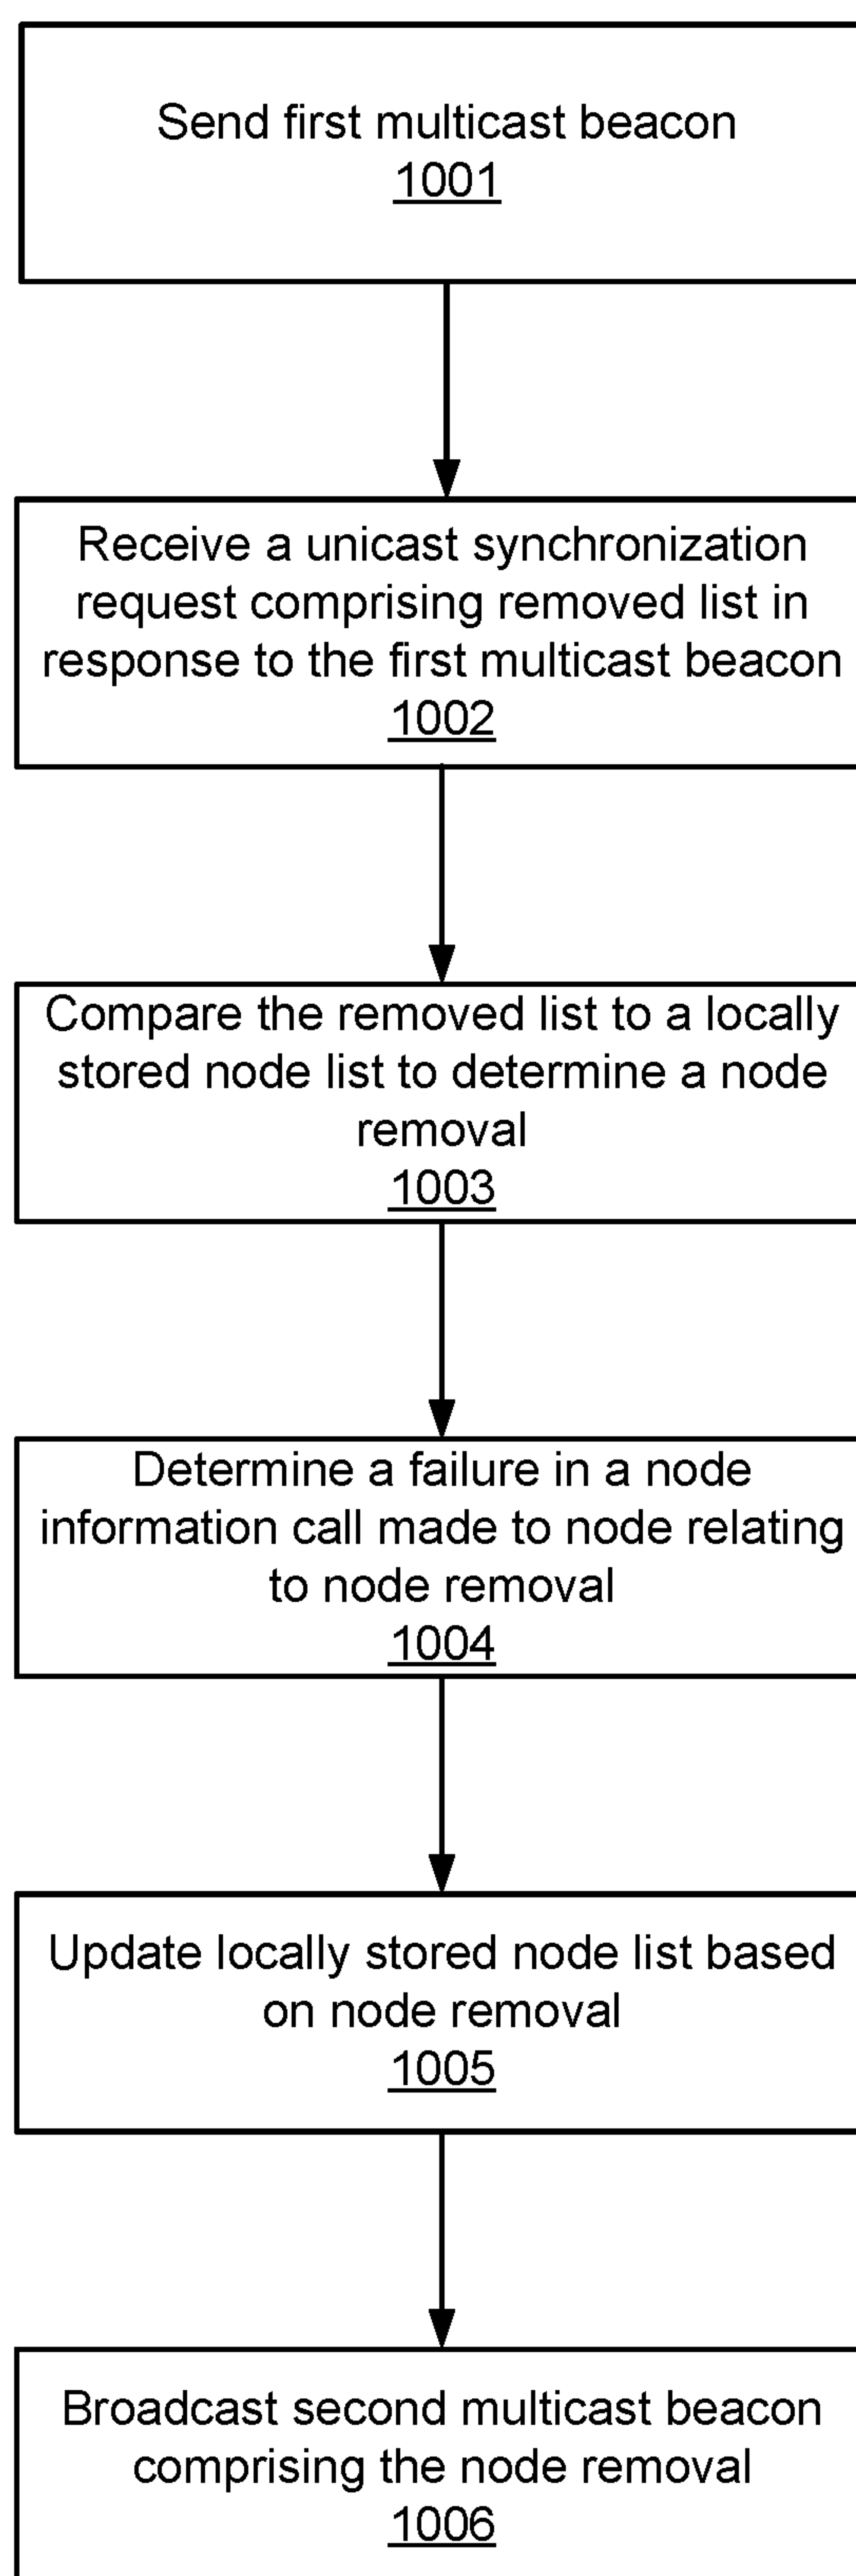 Send first multicast beacon
1001
Receive a unicast synchronization
request comprising removed list in
response to the first multicast beacon
1002
Compare the removed list to a locally
stored node list to determine a node
removal
1003
Determine a failure in a node
information call made to node relating
to node removal
1004
Update locally stored node list based
on node removal
1005
Broadcast second multicast beacon
comprising the node removal
1006